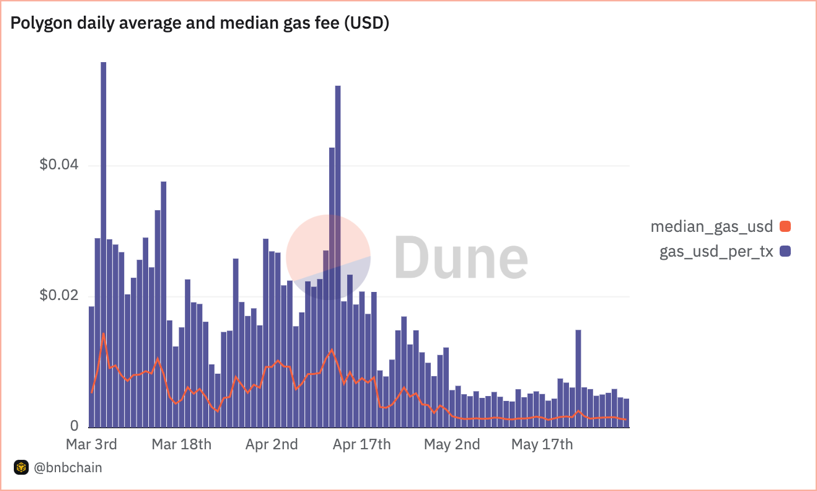 Polygon daily average and median gas fee (USD)
$0.04
$0.02
0
Mar 3rd
Mar 18th
Apr 2nd
Apr 17th
May 2nd
May 17th
median_gas_usd
gas_usd_per_tx
Dune
@bnbchain